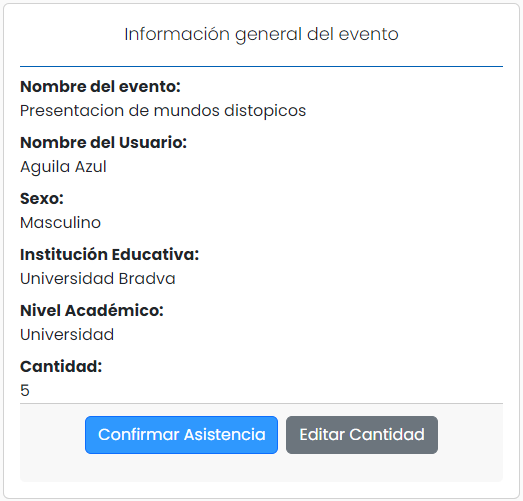 Información general del evento
Nombre del evento:
Presentacion de mundos distopicos
Nombre del Usuario:
Aguila Azul
Sexo:
Masculino
Institución Educativa:
Universidad Bradva
Nivel Académico:
Universidad
Cantidad:
5
Confirmar Asistencia Editar Cantidad